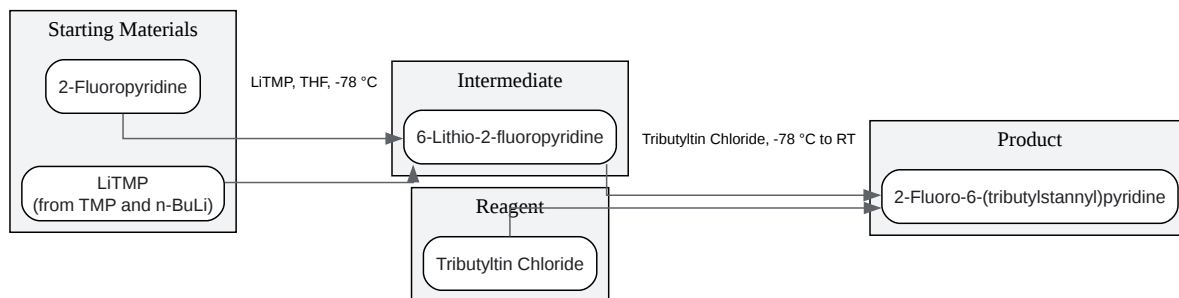 Starting Materials
2-Fluoropyridine
LiTMP
(from TMP and n-BuLi)
LiTMP, THF, -78 °C
Intermediate
6-Lithio-2-fluoropyridine
Reagent
Tributyltin Chloride
Tributyltin Chloride, -78 °C to RT
Product
2-Fluoro-6-(tributylstannyl)pyridine